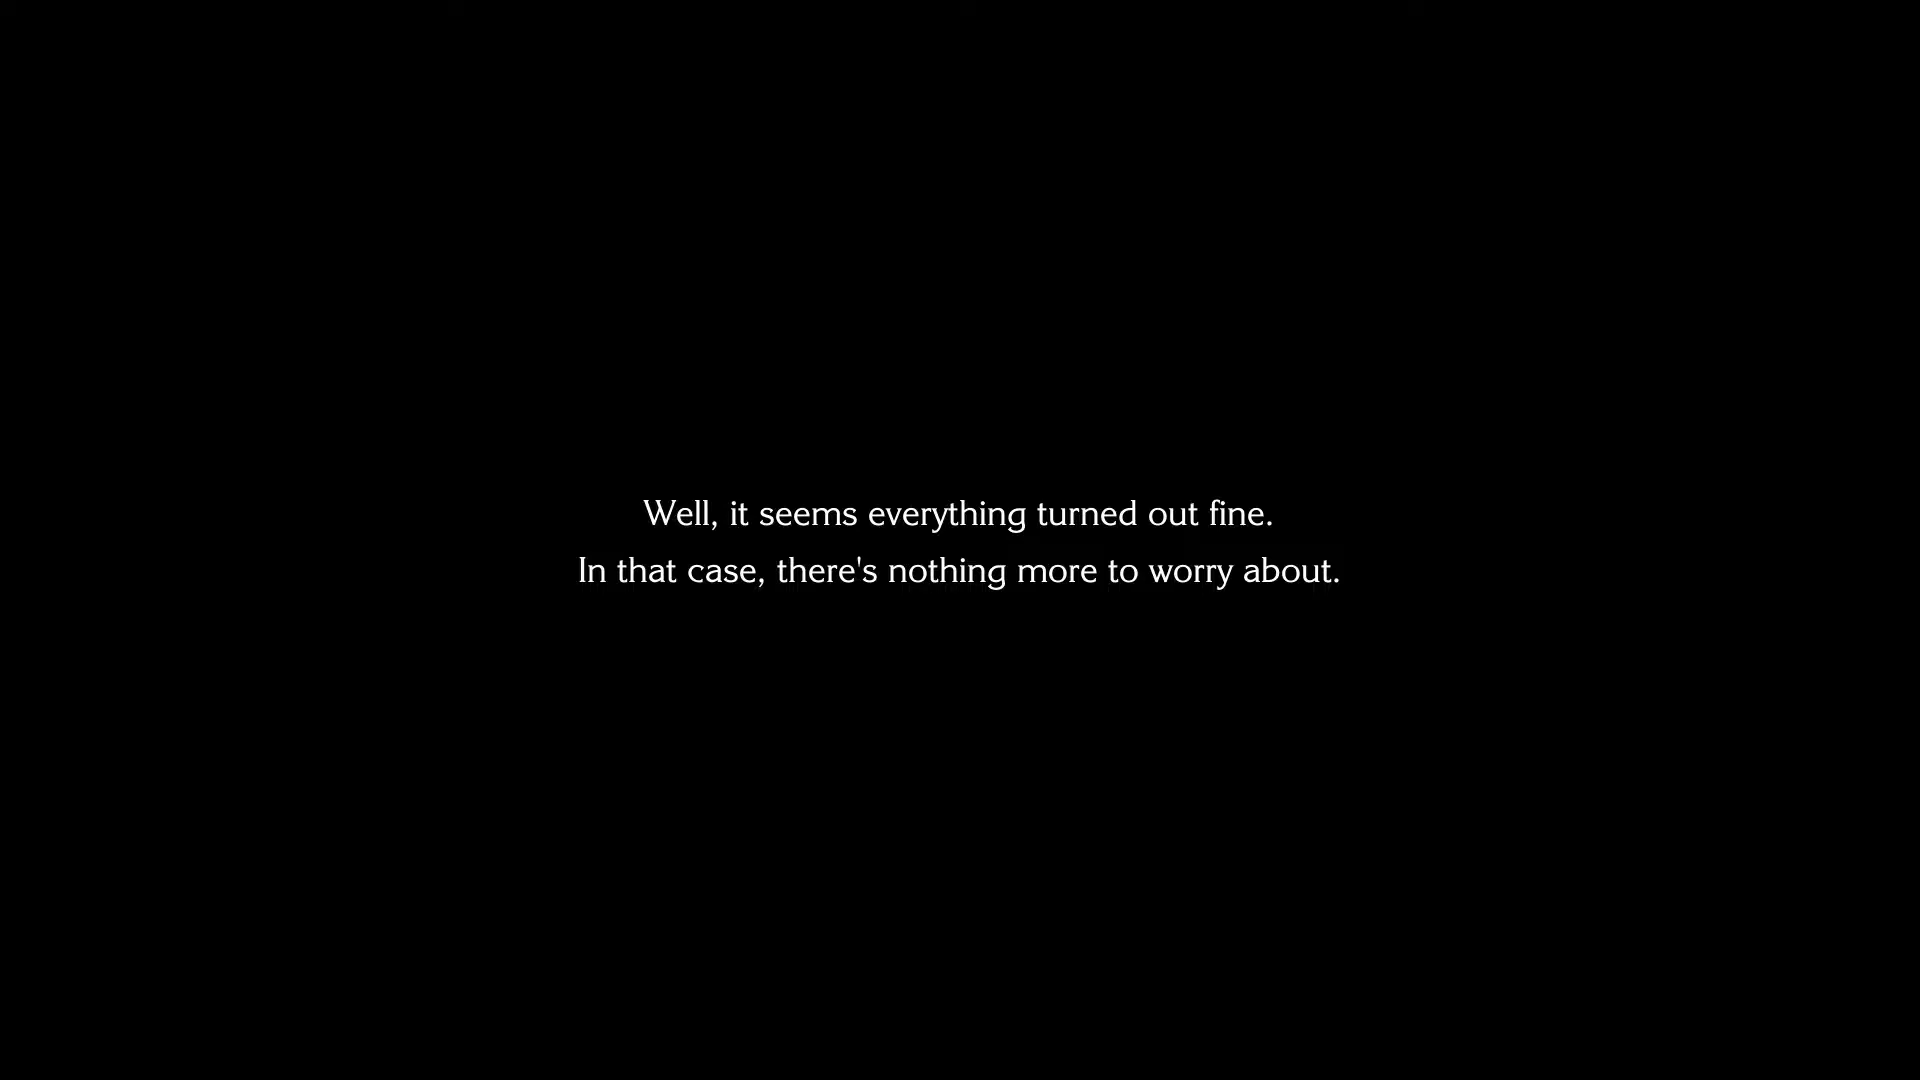 Well, it seems everything turned out fine.
In that case, there's nothing more to worry about.